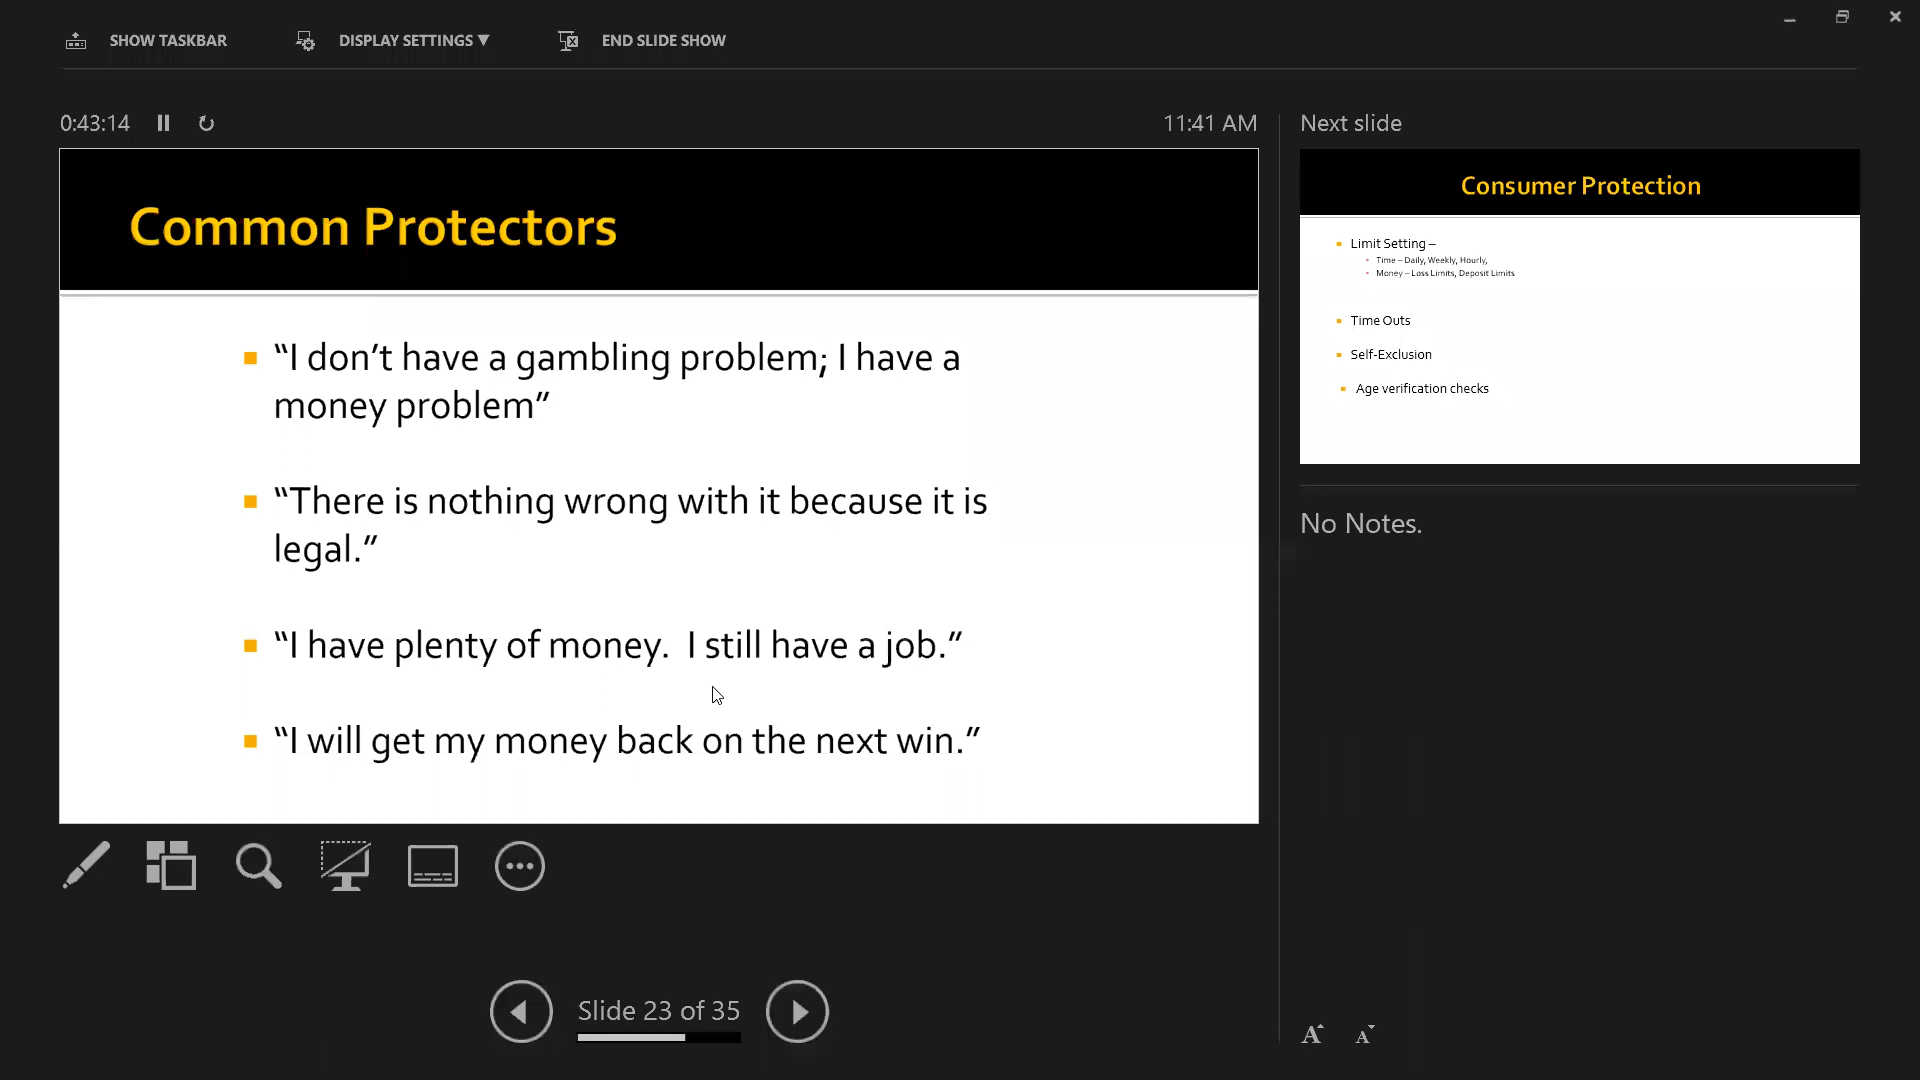 SHOW TASKBAR
DISPLAY SETTINGS ▼
END SLIDE SHOW
0:43:14
11:41 AM
Common Protectors
“I don’t have a gambling problem; I have a
money problem”
“There is nothing wrong with it because it is
legal.”
“I have plenty of money.  I still have a job.”
“I will get my money back on the next win.”
Slide 23 of 35
Next slide
Consumer Protection
Limit Setting –
Time – Daily, Weekly, Hourly,
Money – Loss Limits, Deposit Limits
Time Outs
Self-Exclusion
Age verification checks
No Notes.
A A